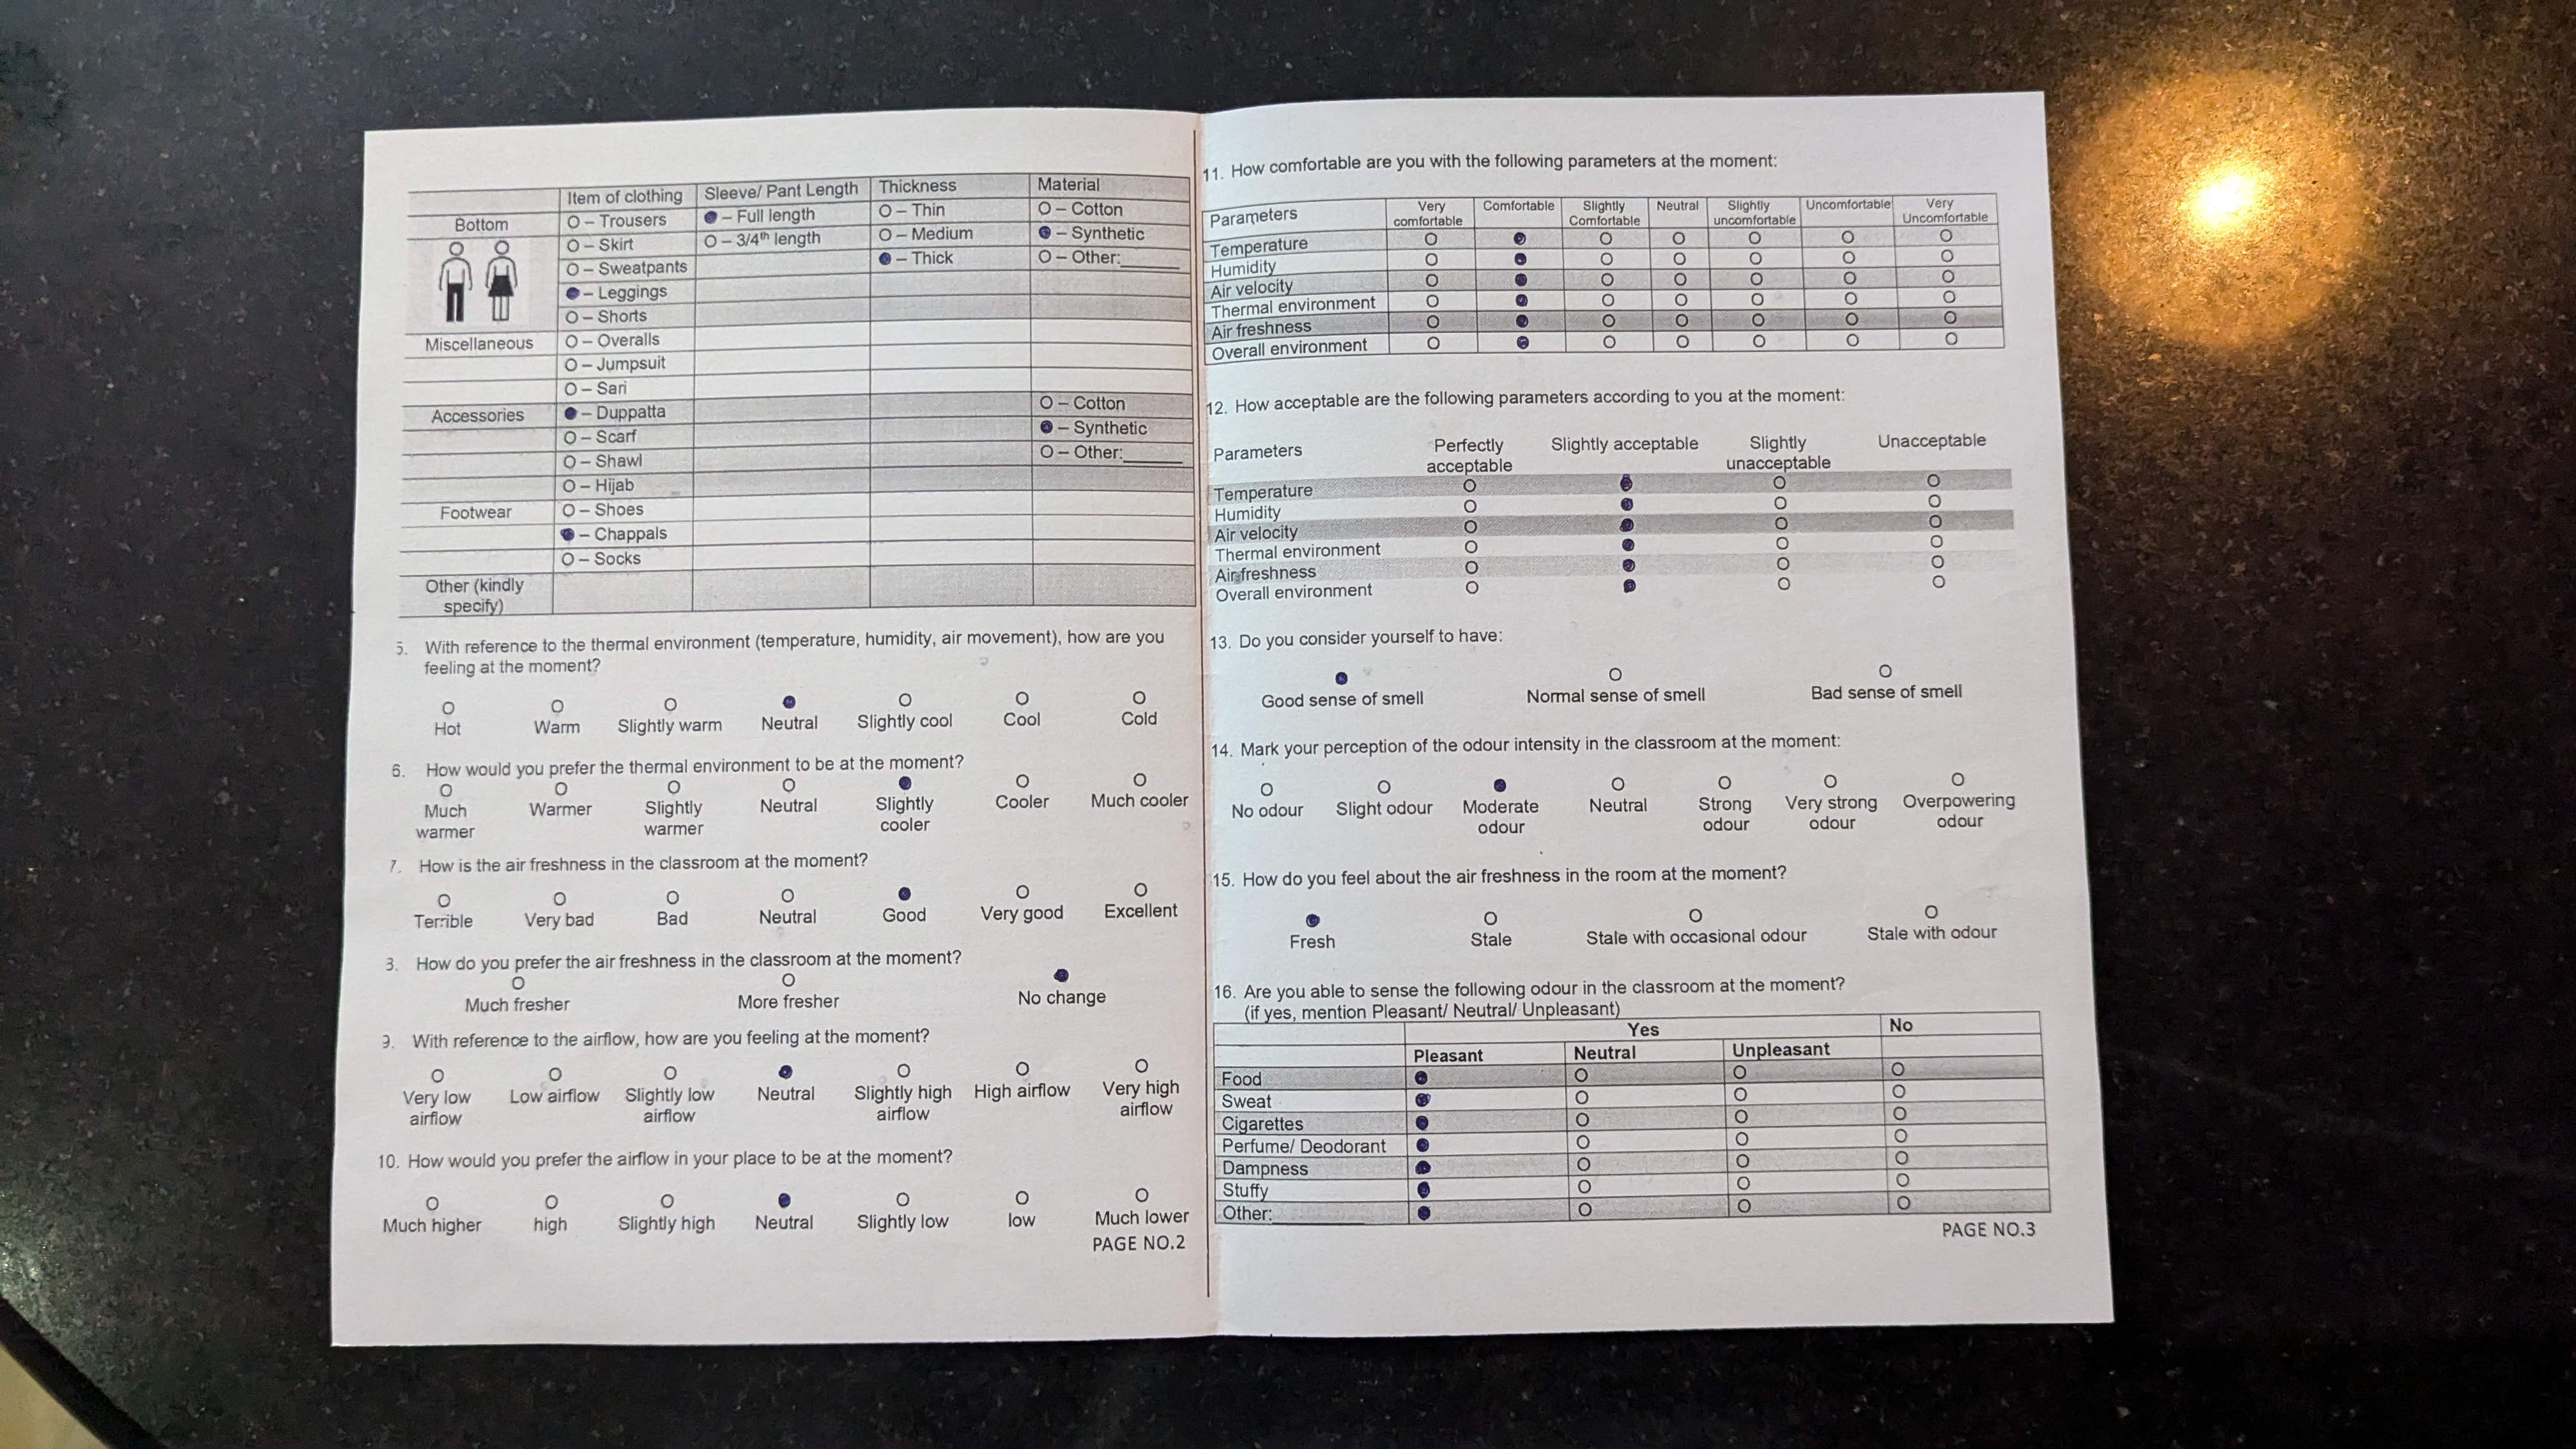 Item of clothing Sleeve/ Pant Length Thickness Material
Bottom O – Trousers ● – Full length O – Thin O – Cotton
O – Skirt O – 3/4th length O – Medium ● – Synthetic
O – Sweatpants ● – Thick O – Other:______
● – Leggings
O – Shorts
Miscellaneous O – Overalls
O – Jumpsuit
O – Sari
Accessories ● – Duppatta O – Cotton
O – Scarf ● – Synthetic
O – Shawl O – Other:______
O – Hijab
Footwear O – Shoes
● – Chappals
O – Socks
Other (kindly
specify)
5. With reference to the thermal environment (temperature, humidity, air movement), how are you
feeling at the moment?
O O O ● O O O
Hot Warm Slightly warm Neutral Slightly cool Cool Cold
6. How would you prefer the thermal environment to be at the moment?
O O O O ● O O
Much Warmer Slightly Neutral Slightly Cooler Much cooler
warmer warmer cooler
7. How is the air freshness in the classroom at the moment?
O O O O ● O O
Terrible Very bad Bad Neutral Good Very good Excellent
8. How do you prefer the air freshness in the classroom at the moment?
O O ●
Much fresher More fresher No change
9. With reference to the airflow, how are you feeling at the moment?
O O O ● O O O
Very low Low airflow Slightly low Neutral Slightly high High airflow Very high
airflow airflow airflow airflow
10. How would you prefer the airflow in your place to be at the moment?
O O O ● O O O
Much higher high Slightly high Neutral Slightly low low Much lower
PAGE NO.2
11. How comfortable are you with the following parameters at the moment:
Parameters Very Comfortable Slightly Neutral Slightly Uncomfortable Very
comfortable Comfortable uncomfortable Uncomfortable
Temperature O ● O O O O O
Humidity O ● O O O O O
Air velocity O ● O O O O O
Thermal environment O ● O O O O O
Air freshness O ● O O O O O
Overall environment O ● O O O O O
12. How acceptable are the following parameters according to you at the moment:
Parameters Perfectly Slightly acceptable Slightly Unacceptable
acceptable unacceptable
Temperature O ● O O
Humidity O ● O O
Air velocity O ● O O
Thermal environment O ● O O
Air freshness O ● O O
Overall environment O ● O O
13. Do you consider yourself to have:
● O O
Good sense of smell Normal sense of smell Bad sense of smell
14. Mark your perception of the odour intensity in the classroom at the moment:
O O ● O O O O
No odour Slight odour Moderate Neutral Strong Very strong Overpowering
odour odour odour odour
15. How do you feel about the air freshness in the room at the moment?
● O O O
Fresh Stale Stale with occasional odour Stale with odour
16. Are you able to sense the following odour in the classroom at the moment?
(if yes, mention Pleasant/ Neutral/ Unpleasant)
Yes No
Pleasant Neutral Unpleasant
Food ● O O O
Sweat ● O O O
Cigarettes ● O O O
Perfume/ Deodorant ● O O O
Dampness ● O O O
Stuffy ● O O O
Other:__________ ● O O O
PAGE NO.3